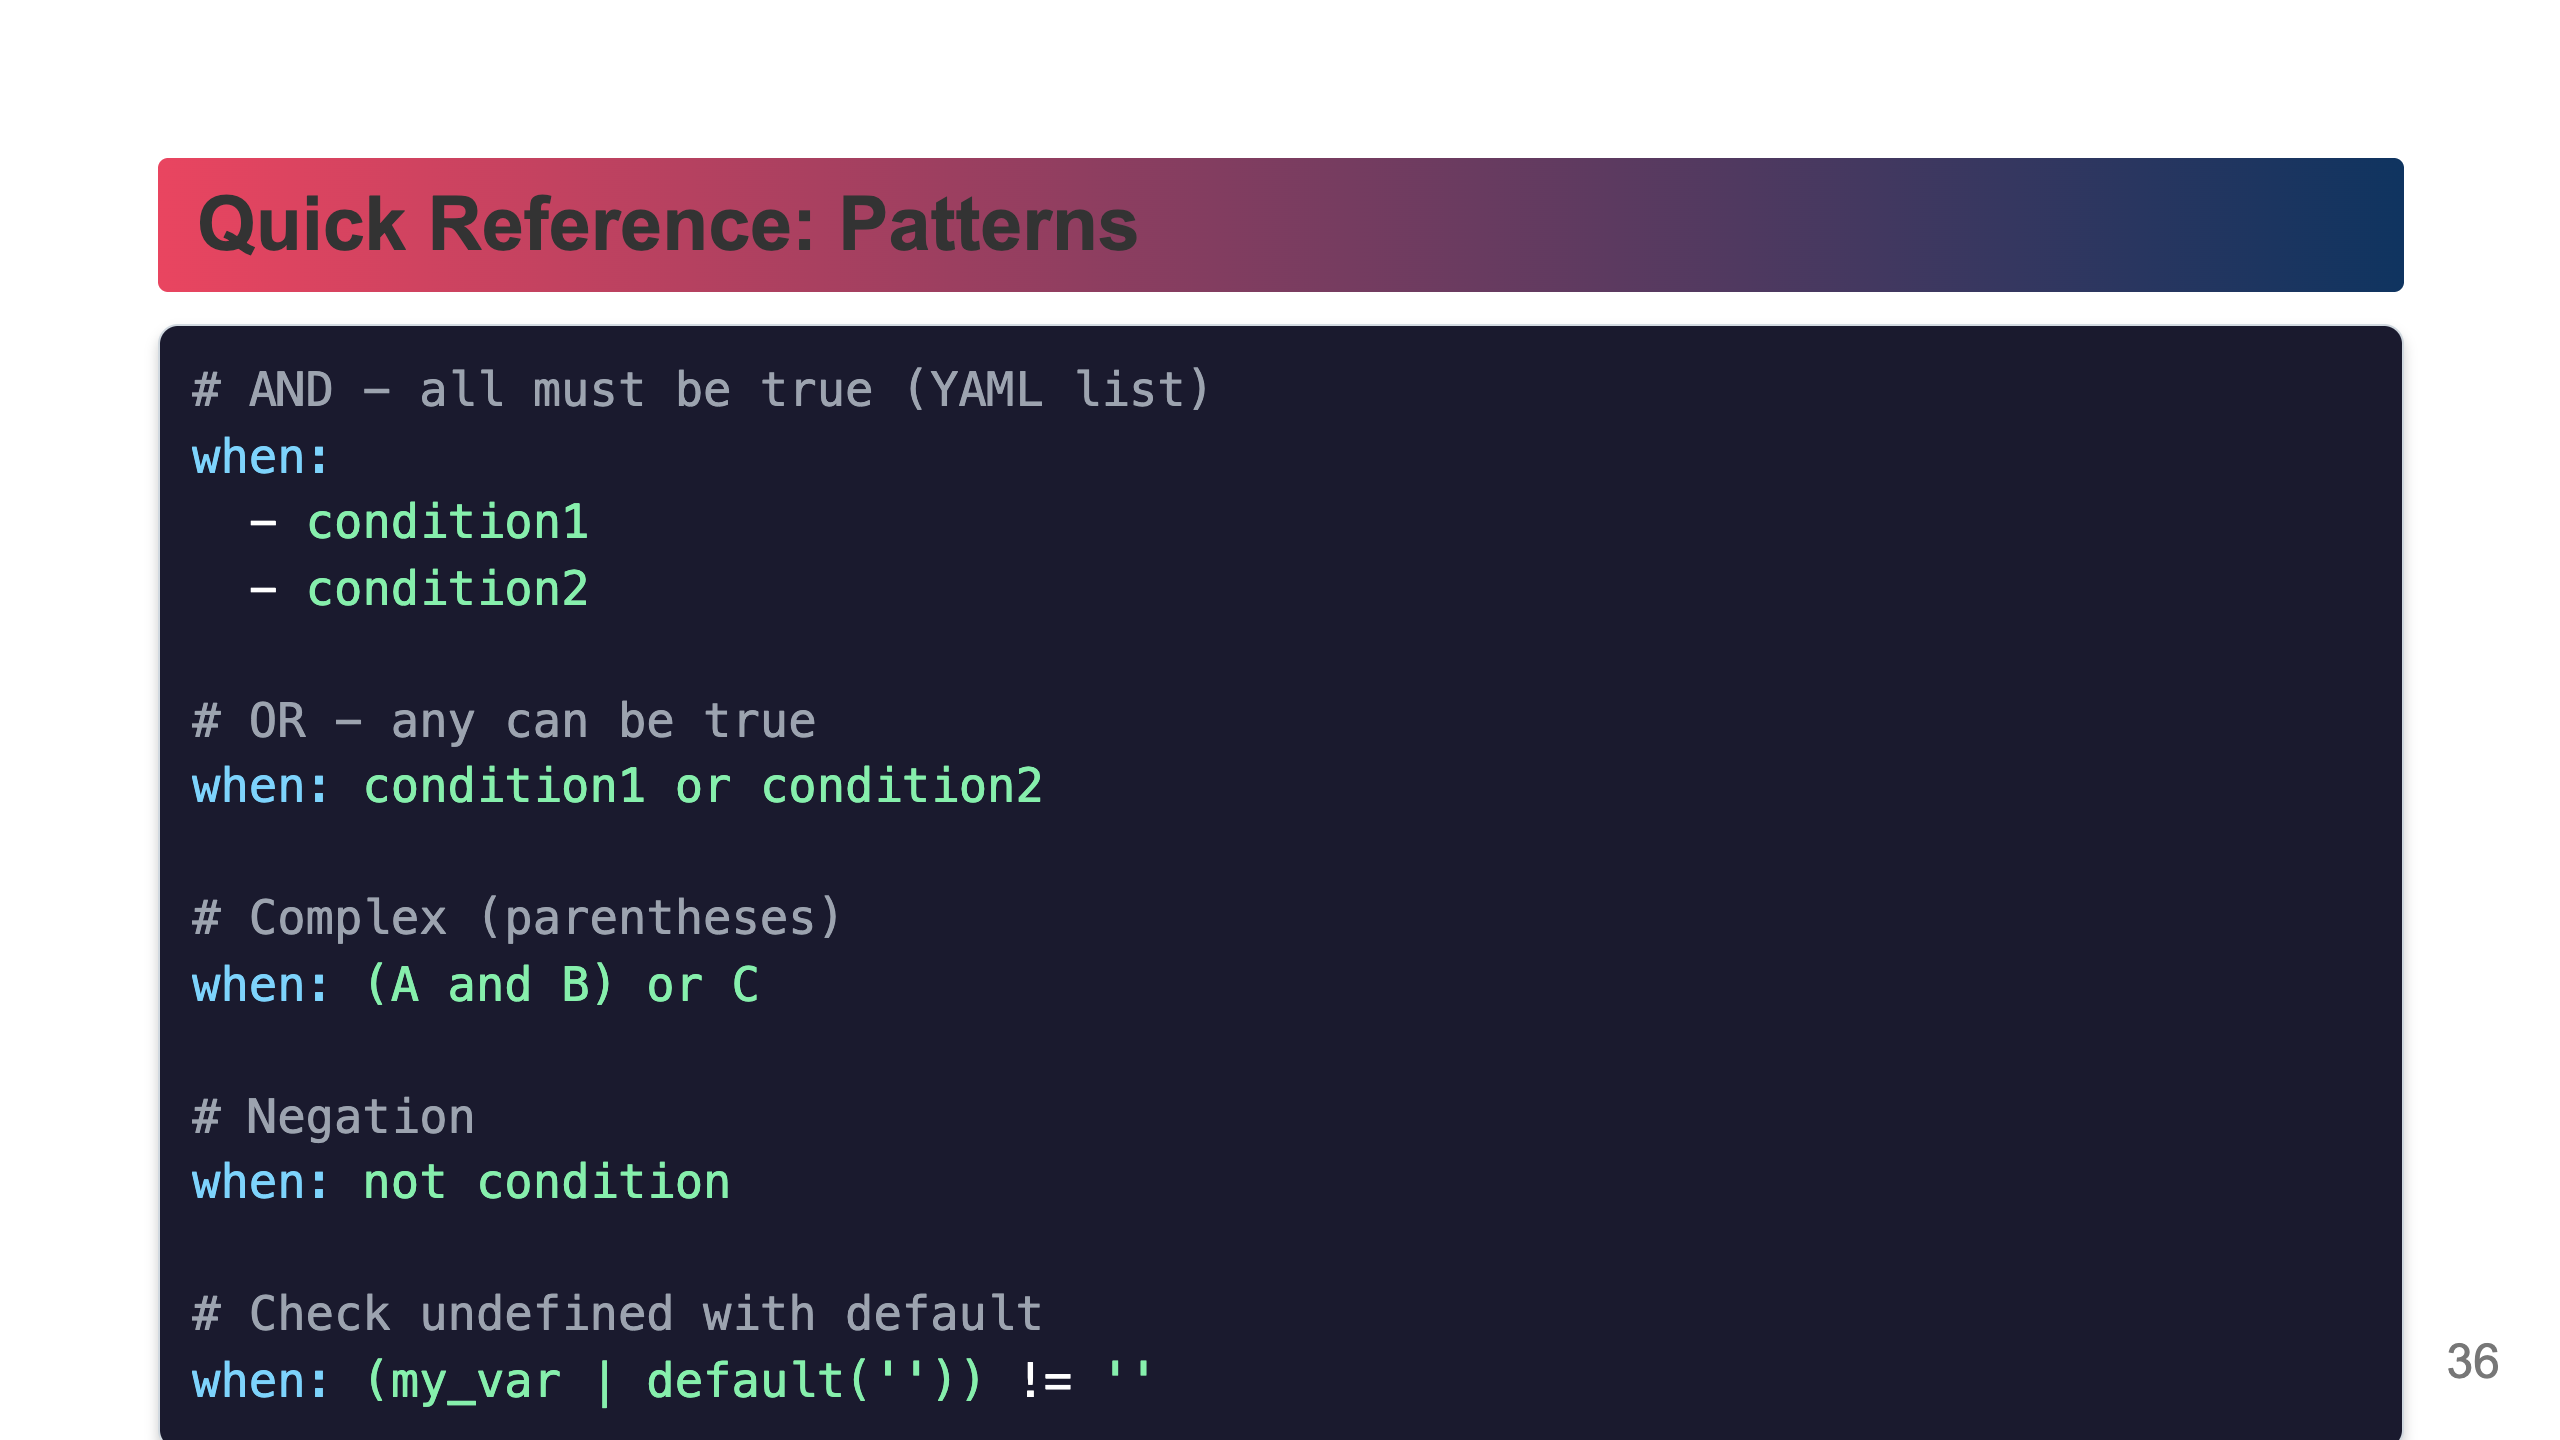 Quick Reference: Patterns
# AND - all must be true (YAML list)
when:
  - condition1
  - condition2
# OR - any can be true
when: condition1 or condition2
# Complex (parentheses)
when: (A and B) or C
# Negation
when: not condition
# Check undefined with default
when: (my_var | default('')) != ''
36